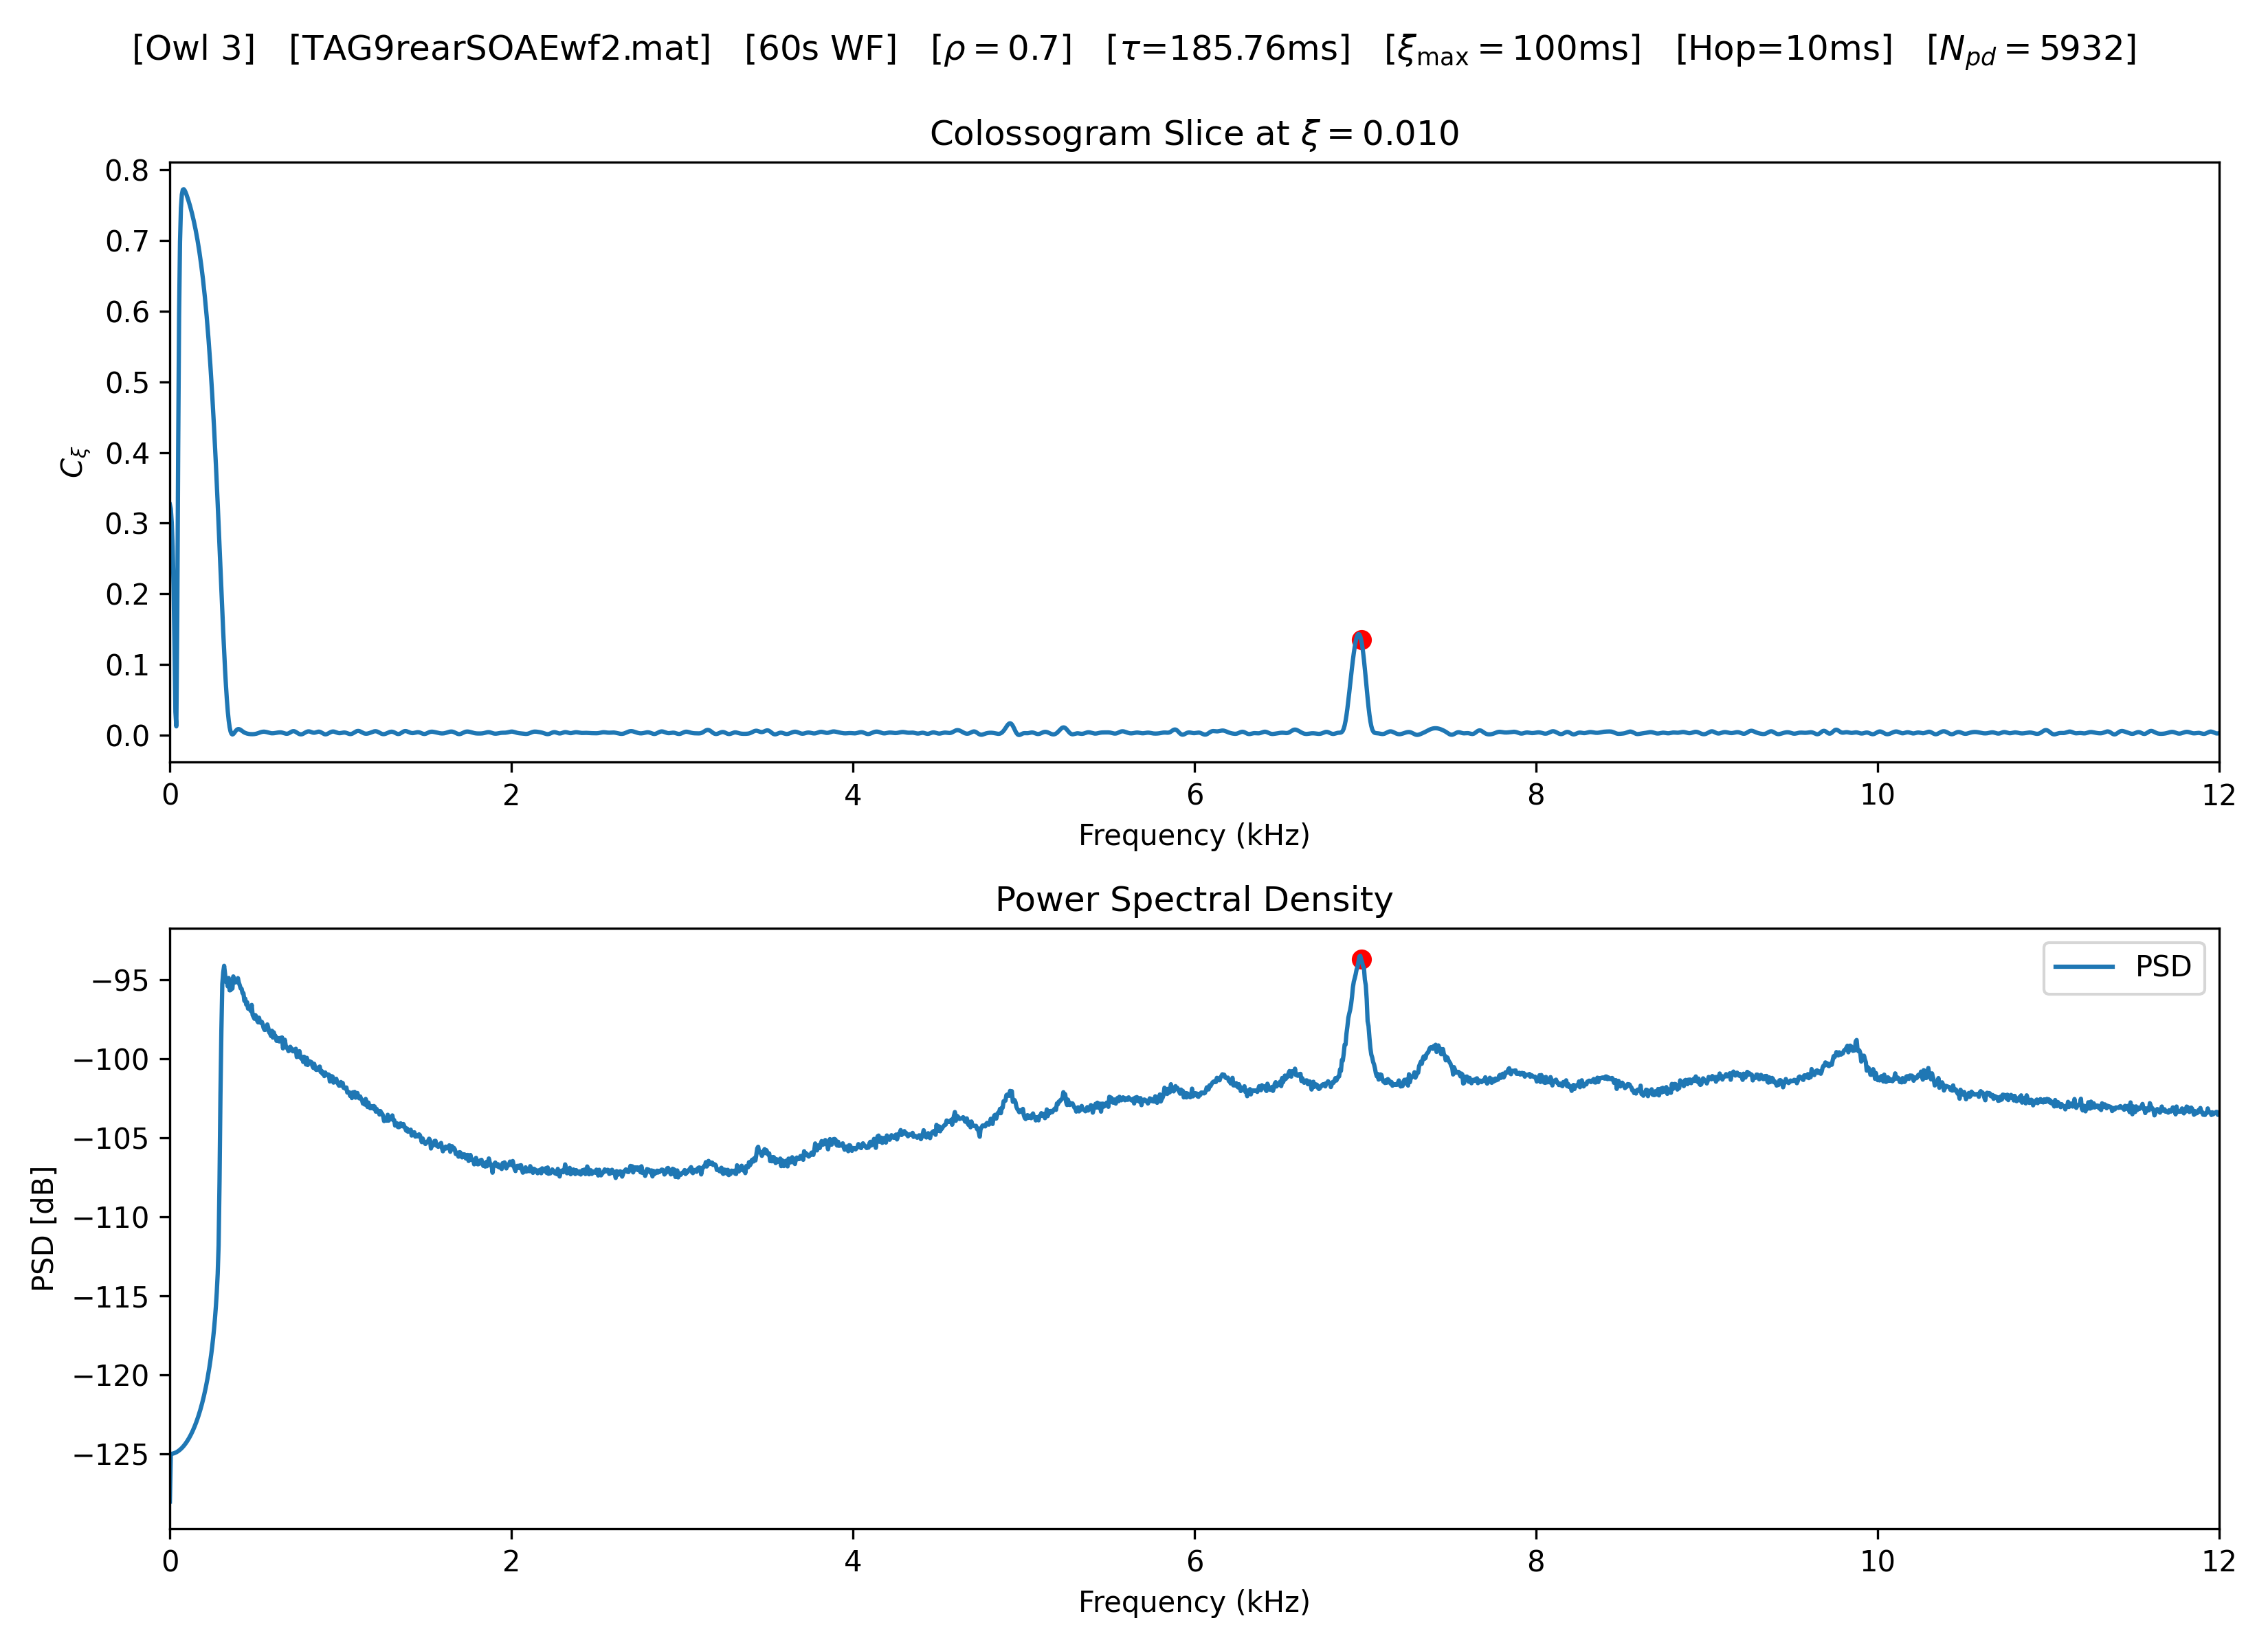 [Owl 3] [TAG9rearSOAEwf2.mat] [60s WF] [ρ = 0.7] [τ=185.76ms] [ξmax = 100ms] [Hop=10ms] [Npd = 5932]
Colossogram Slice at ξ = 0.010
0.8
0.7
0.6
0.5
0.4
0.3
0.2
0.1
0.0
Cξ
0 2 4 6 8 10 12
Frequency (kHz)
Power Spectral Density
PSD
−95
−100
−105
−110
−115
−120
−125
PSD [dB]
0 2 4 6 8 10 12
Frequency (kHz)